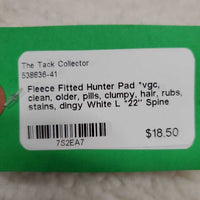 The Tack Collector
538636-41
Fleece Fitted Hunter Pad *vgc,
clean, older, pills, clumpy, hair, rubs,
stains, dingy White L *22" Spine
$18.50
7S2EA7